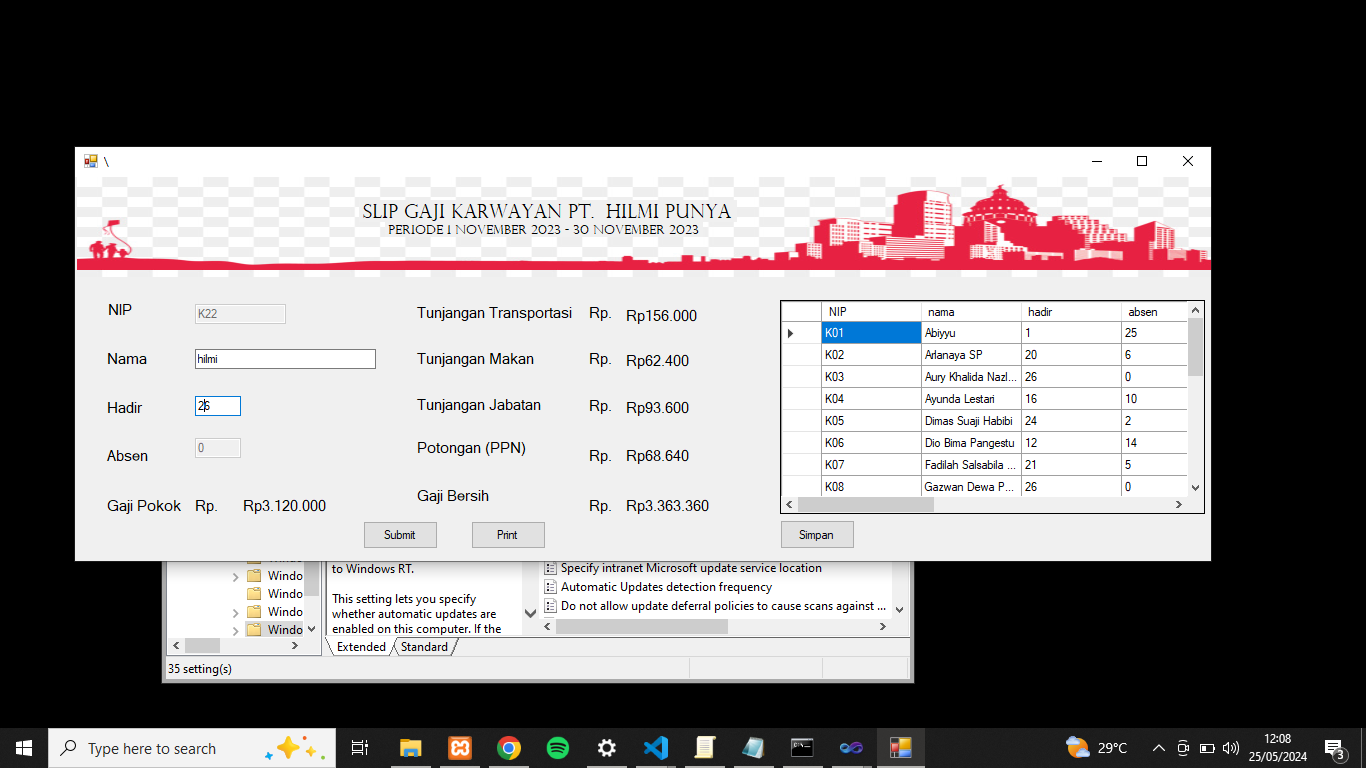 \
SLIP GAJI KARWAYAN PT. HILMI PUNYA
PERIODE 1 NOVEMBER 2023 - 30 NOVEMBER 2023
NIP K22
Nama hilmi
Hadir 26
Absen 0
Gaji Pokok Rp. Rp3.120.000
Tunjangan Transportasi Rp. Rp156.000
Tunjangan Makan Rp. Rp62.400
Tunjangan Jabatan Rp. Rp93.600
Potongan (PPN) Rp. Rp68.640
Gaji Bersih Rp. Rp3.363.360
Submit Print
NIP nama hadir absen
K01 Abiyyu 1 25
K02 Arlanaya SP 20 6
K03 Aury Khalida Nazl... 26 0
K04 Ayunda Lestari 16 10
K05 Dimas Suaji Habibi 24 2
K06 Dio Bima Pangestu 12 14
K07 Fadilah Salsabila ... 21 5
K08 Gazwan Dewa P... 26 0
Simpan
Windo
Windo
Windo
Windo
to Windows RT.
This setting lets you specify
whether automatic updates are
enabled on this computer. If the
Specify intranet Microsoft update service location
Automatic Updates detection frequency
Do not allow update deferral policies to cause scans against ...
Extended Standard
35 setting(s)
Type here to search
29°C
12:08
25/05/2024
3